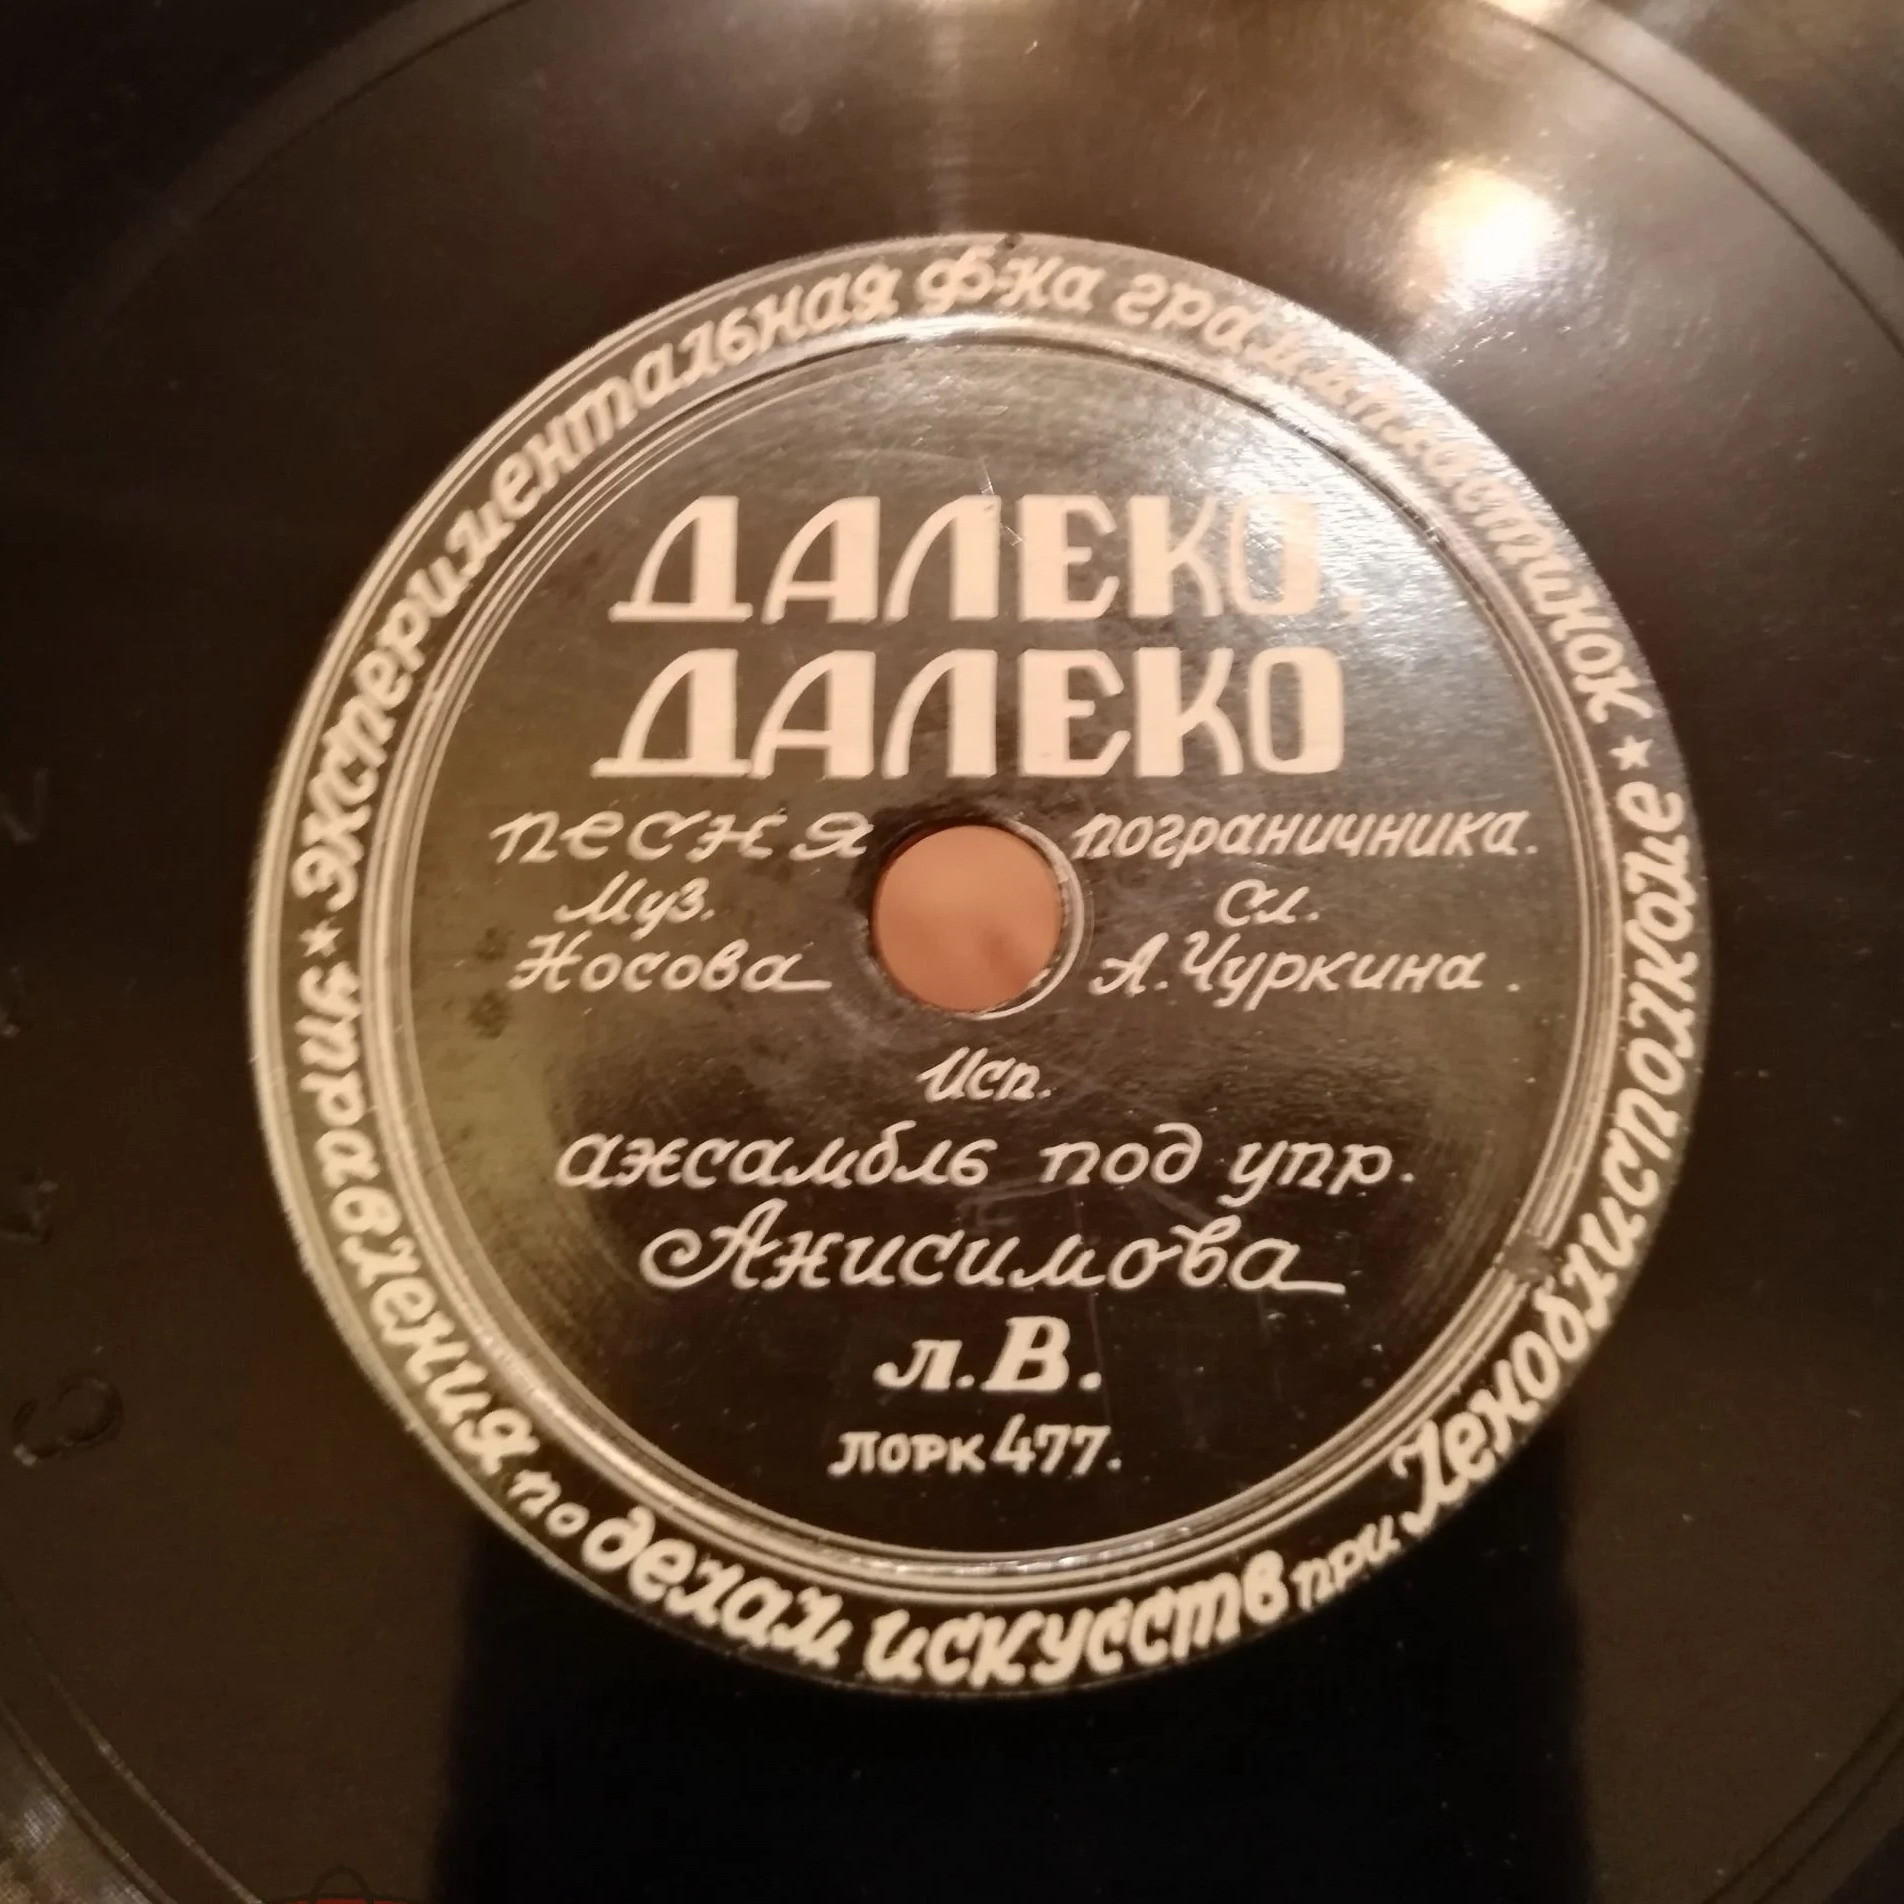 ★ Экспериментальная ф-ка грампластинок ★
управления по делам искусств при Леноблисполкоме
ДАЛЕКО,
ДАЛЕКО
песня пограничника.
Муз. Сл.
Носова А. Чуркина.
Исп.
ансамбль под упр.
Анисимова
л. В.
ЛОРК 477.